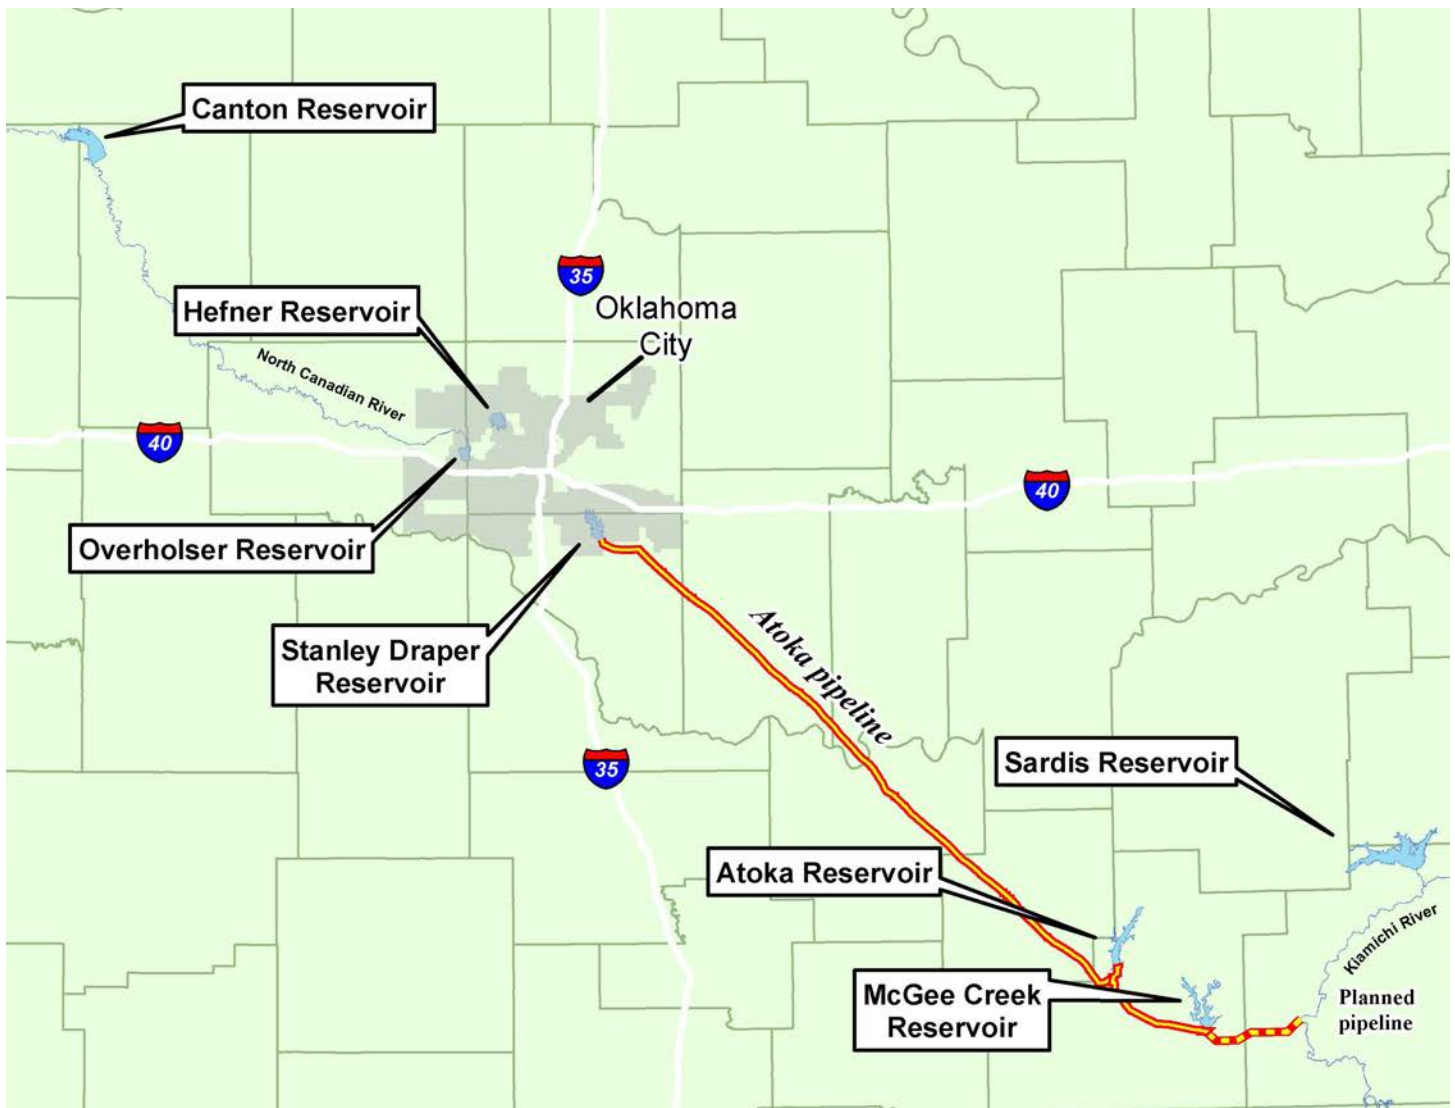 Canton Reservoir
35
Hefner Reservoir
Oklahoma
City
North Canadian River
40
40
Overholser Reservoir
Stanley Draper
Reservoir
Atoka pipeline
35
Sardis Reservoir
Atoka Reservoir
Kiamichi River
McGee Creek
Reservoir
Planned
pipeline